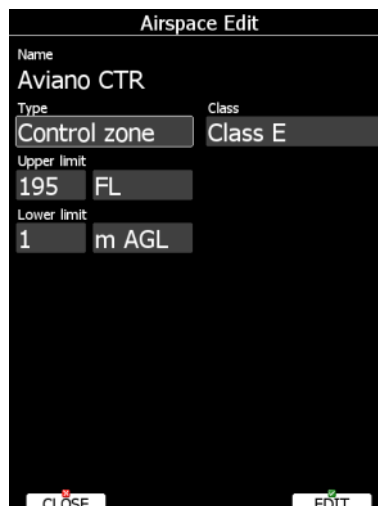 Airspace Edit
Name
Aviano CTR
Type Class
Control zone Class E
Upper limit
195 FL
Lower limit
1 m AGL
CLOSE EDIT